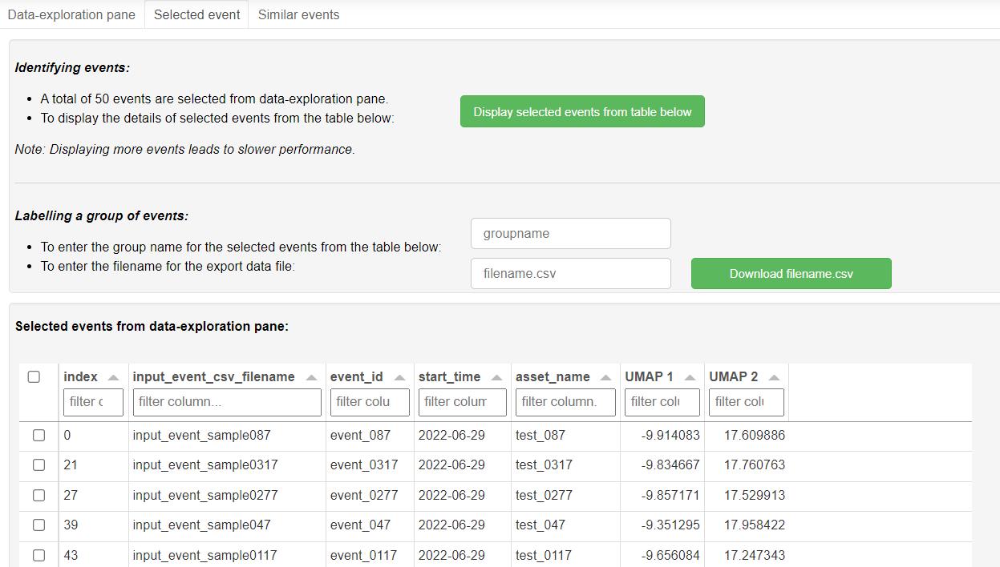 Data-exploration pane Selected event Similar events
Identifying events:
• A total of 50 events are selected from data-exploration pane.
• To display the details of selected events from the table below:
Display selected events from table below
Note: Displaying more events leads to slower performance.
Labelling a group of events:
• To enter the group name for the selected events from the table below:
groupname
• To enter the filename for the export data file:
filename.csv Download filename.csv
Selected events from data-exploration pane:
index input_event_csv_filename event_id start_time asset_name UMAP 1 UMAP 2
filter c filter column... filter colu filter colum filter column. filter colu filter colu
0 input_event_sample087 event_087 2022-06-29 test_087 -9.914083 17.609886
21 input_event_sample0317 event_0317 2022-06-29 test_0317 -9.834667 17.760763
27 input_event_sample0277 event_0277 2022-06-29 test_0277 -9.857171 17.529913
39 input_event_sample047 event_047 2022-06-29 test_047 -9.351295 17.958422
43 input_event_sample0117 event_0117 2022-06-29 test_0117 -9.656084 17.247343